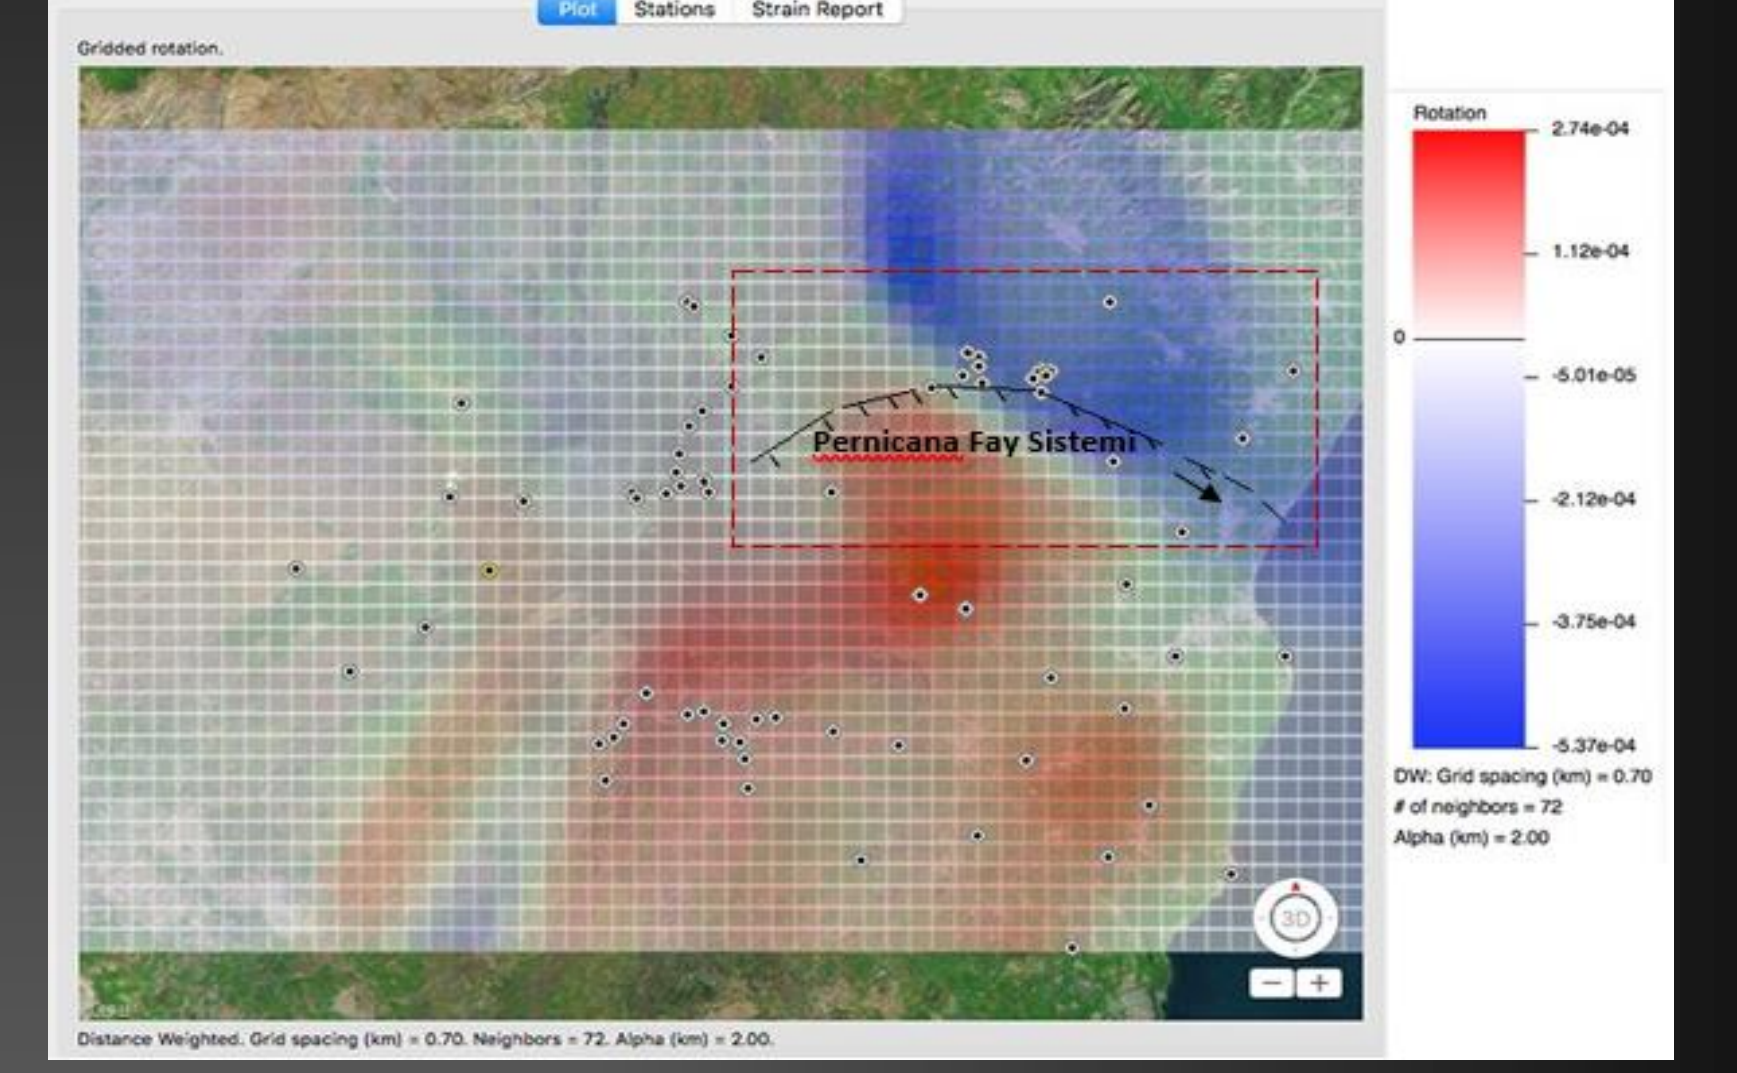 Plot Stations Strain Report
Gridded rotation.
Rotation
2.74e-04
1.12e-04
0
-5.01e-05
-2.12e-04
-3.75e-04
-5.37e-04
DW: Grid spacing (km) = 0.70
# of neighbors = 72
Alpha (km) = 2.00
Pernicana Fay Sistemi
3D
Distance Weighted. Grid spacing (km) = 0.70. Neighbors = 72. Alpha (km) = 2.00.